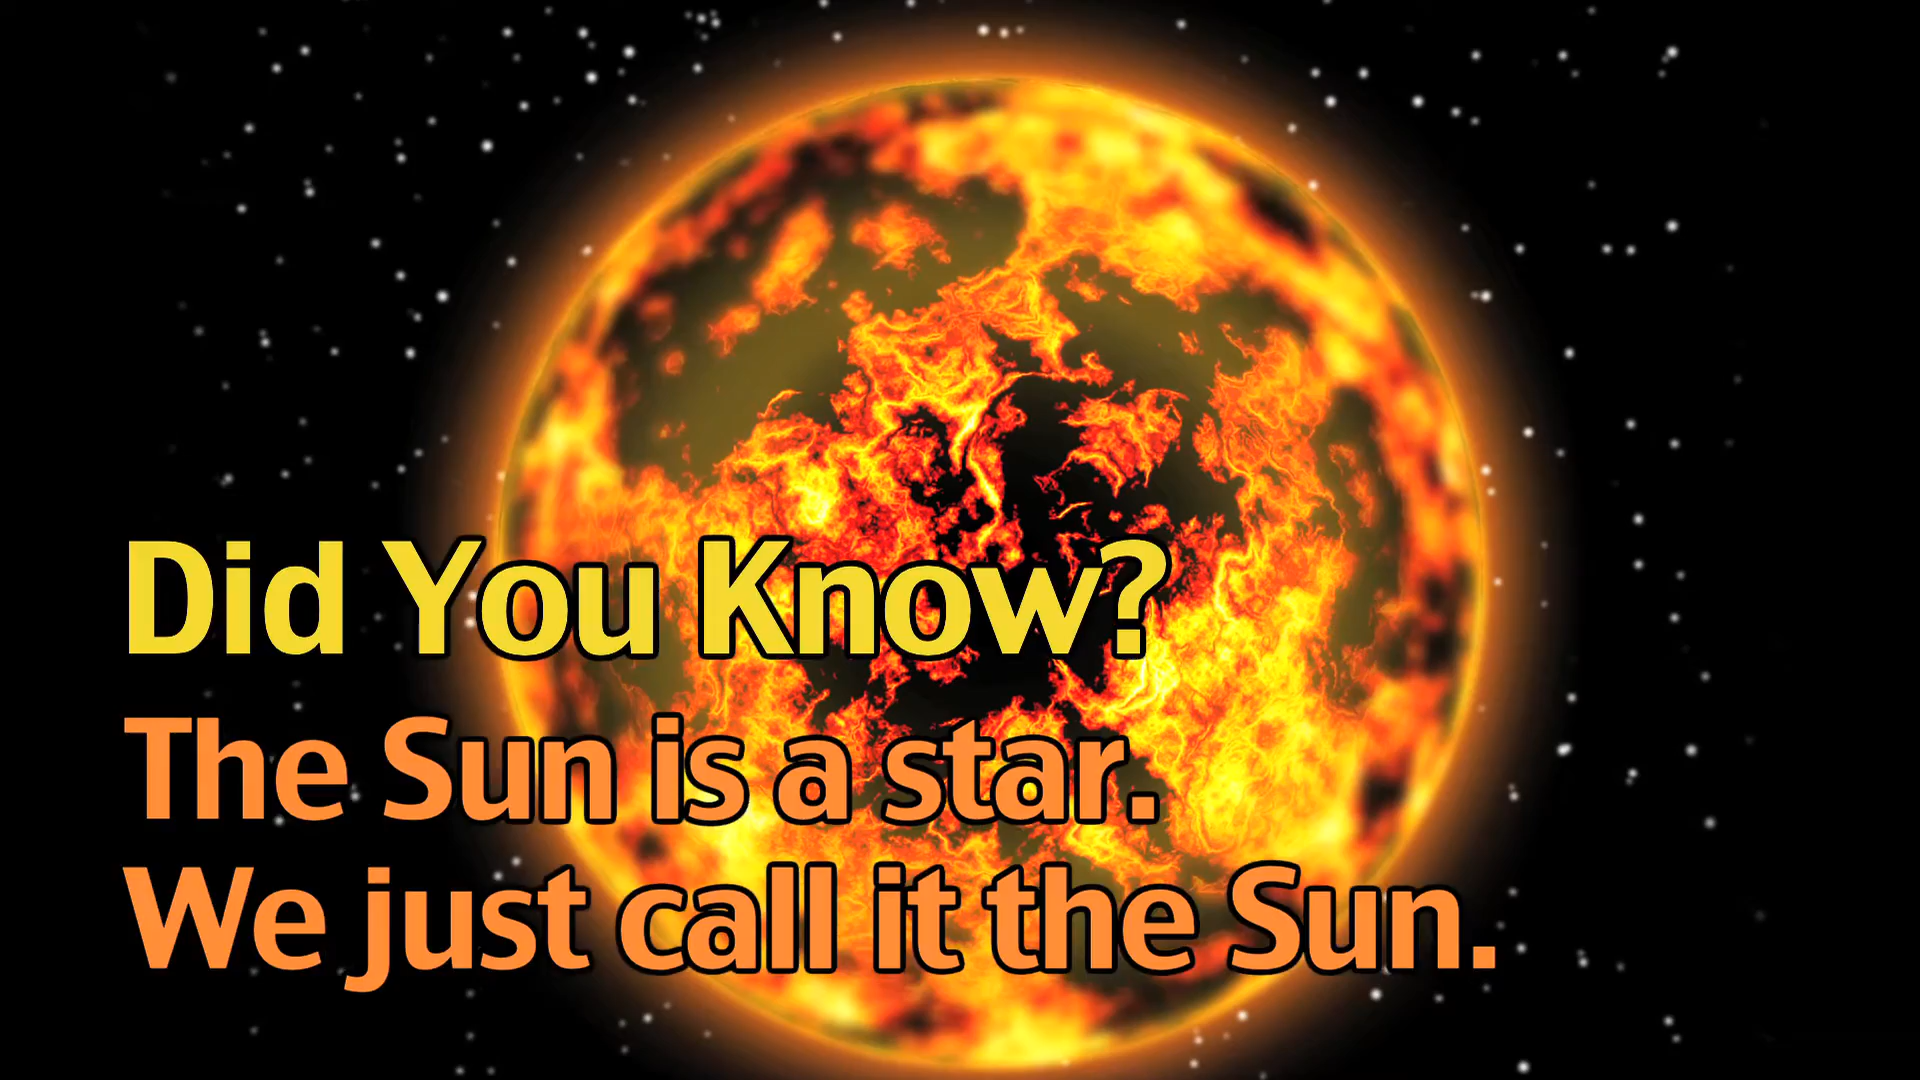 Did You Know?
The Sun is a star.
We just call it the Sun.